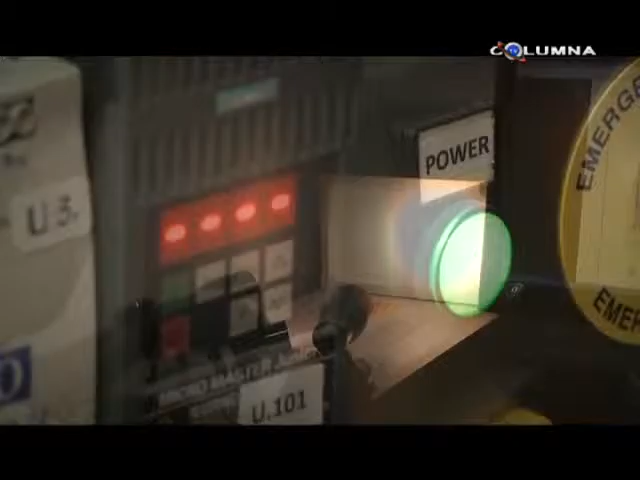 COLUMNA
POWER
U 3.
MICRO MASTER
U.101
EMERGE
EMER